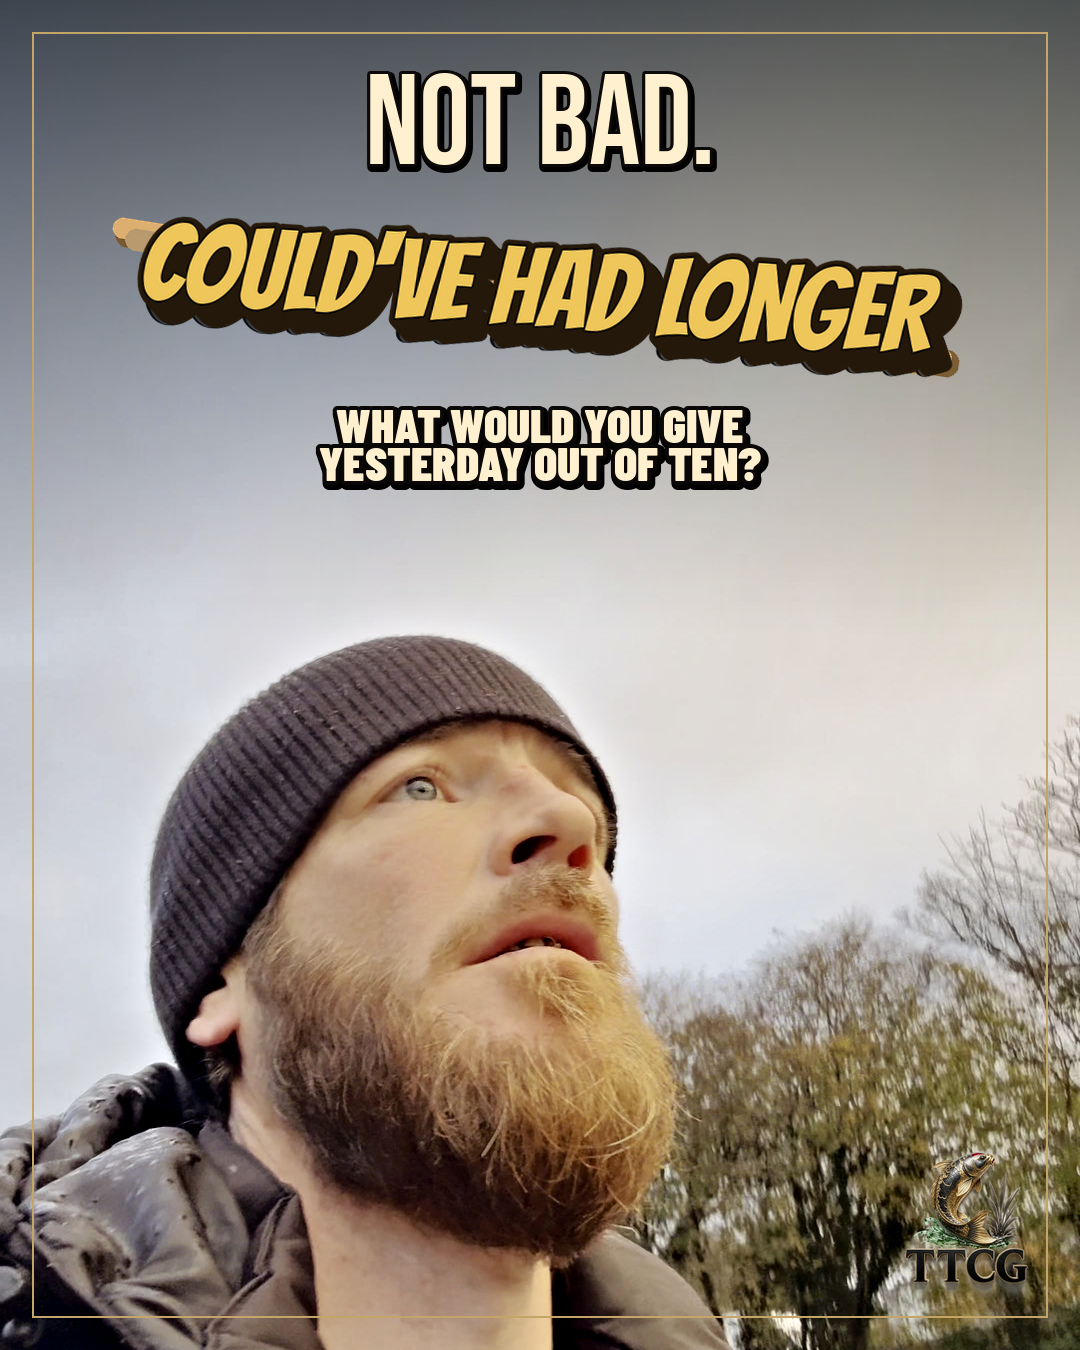 NOT BAD.
COULD'VE HAD LONGER
WHAT WOULD YOU GIVE
YESTERDAY OUT OF TEN?
TTCG